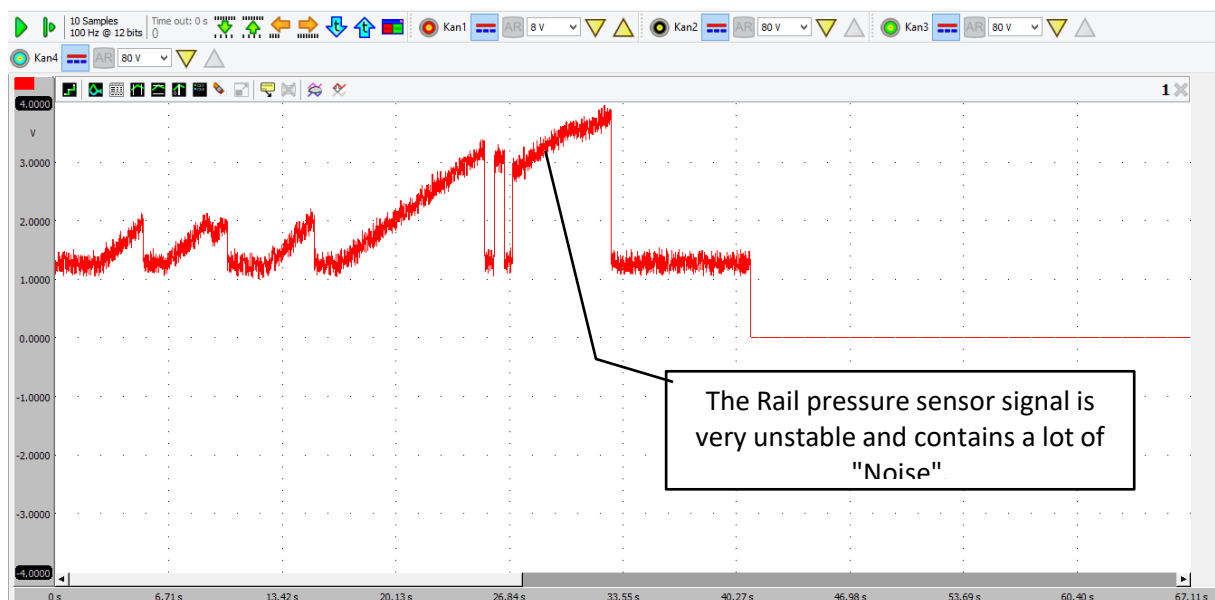 10 Samples
100 Hz @ 12 bits
Time out: 0 s
0
Kan1
AR
8 V
Kan2
AR
80 V
Kan3
AR
80 V
Kan4
AR
80 V
1
4.0000
V
3.0000
2.0000
1.0000
0.0000
-1.0000
-2.0000
-3.0000
-4.0000
The Rail pressure sensor signal is
very unstable and contains a lot of
"Noise".
0 s 6.71 s 13.42 s 20.13 s 26.84 s 33.55 s 40.27 s 46.98 s 53.69 s 60.40 s 67.11 s